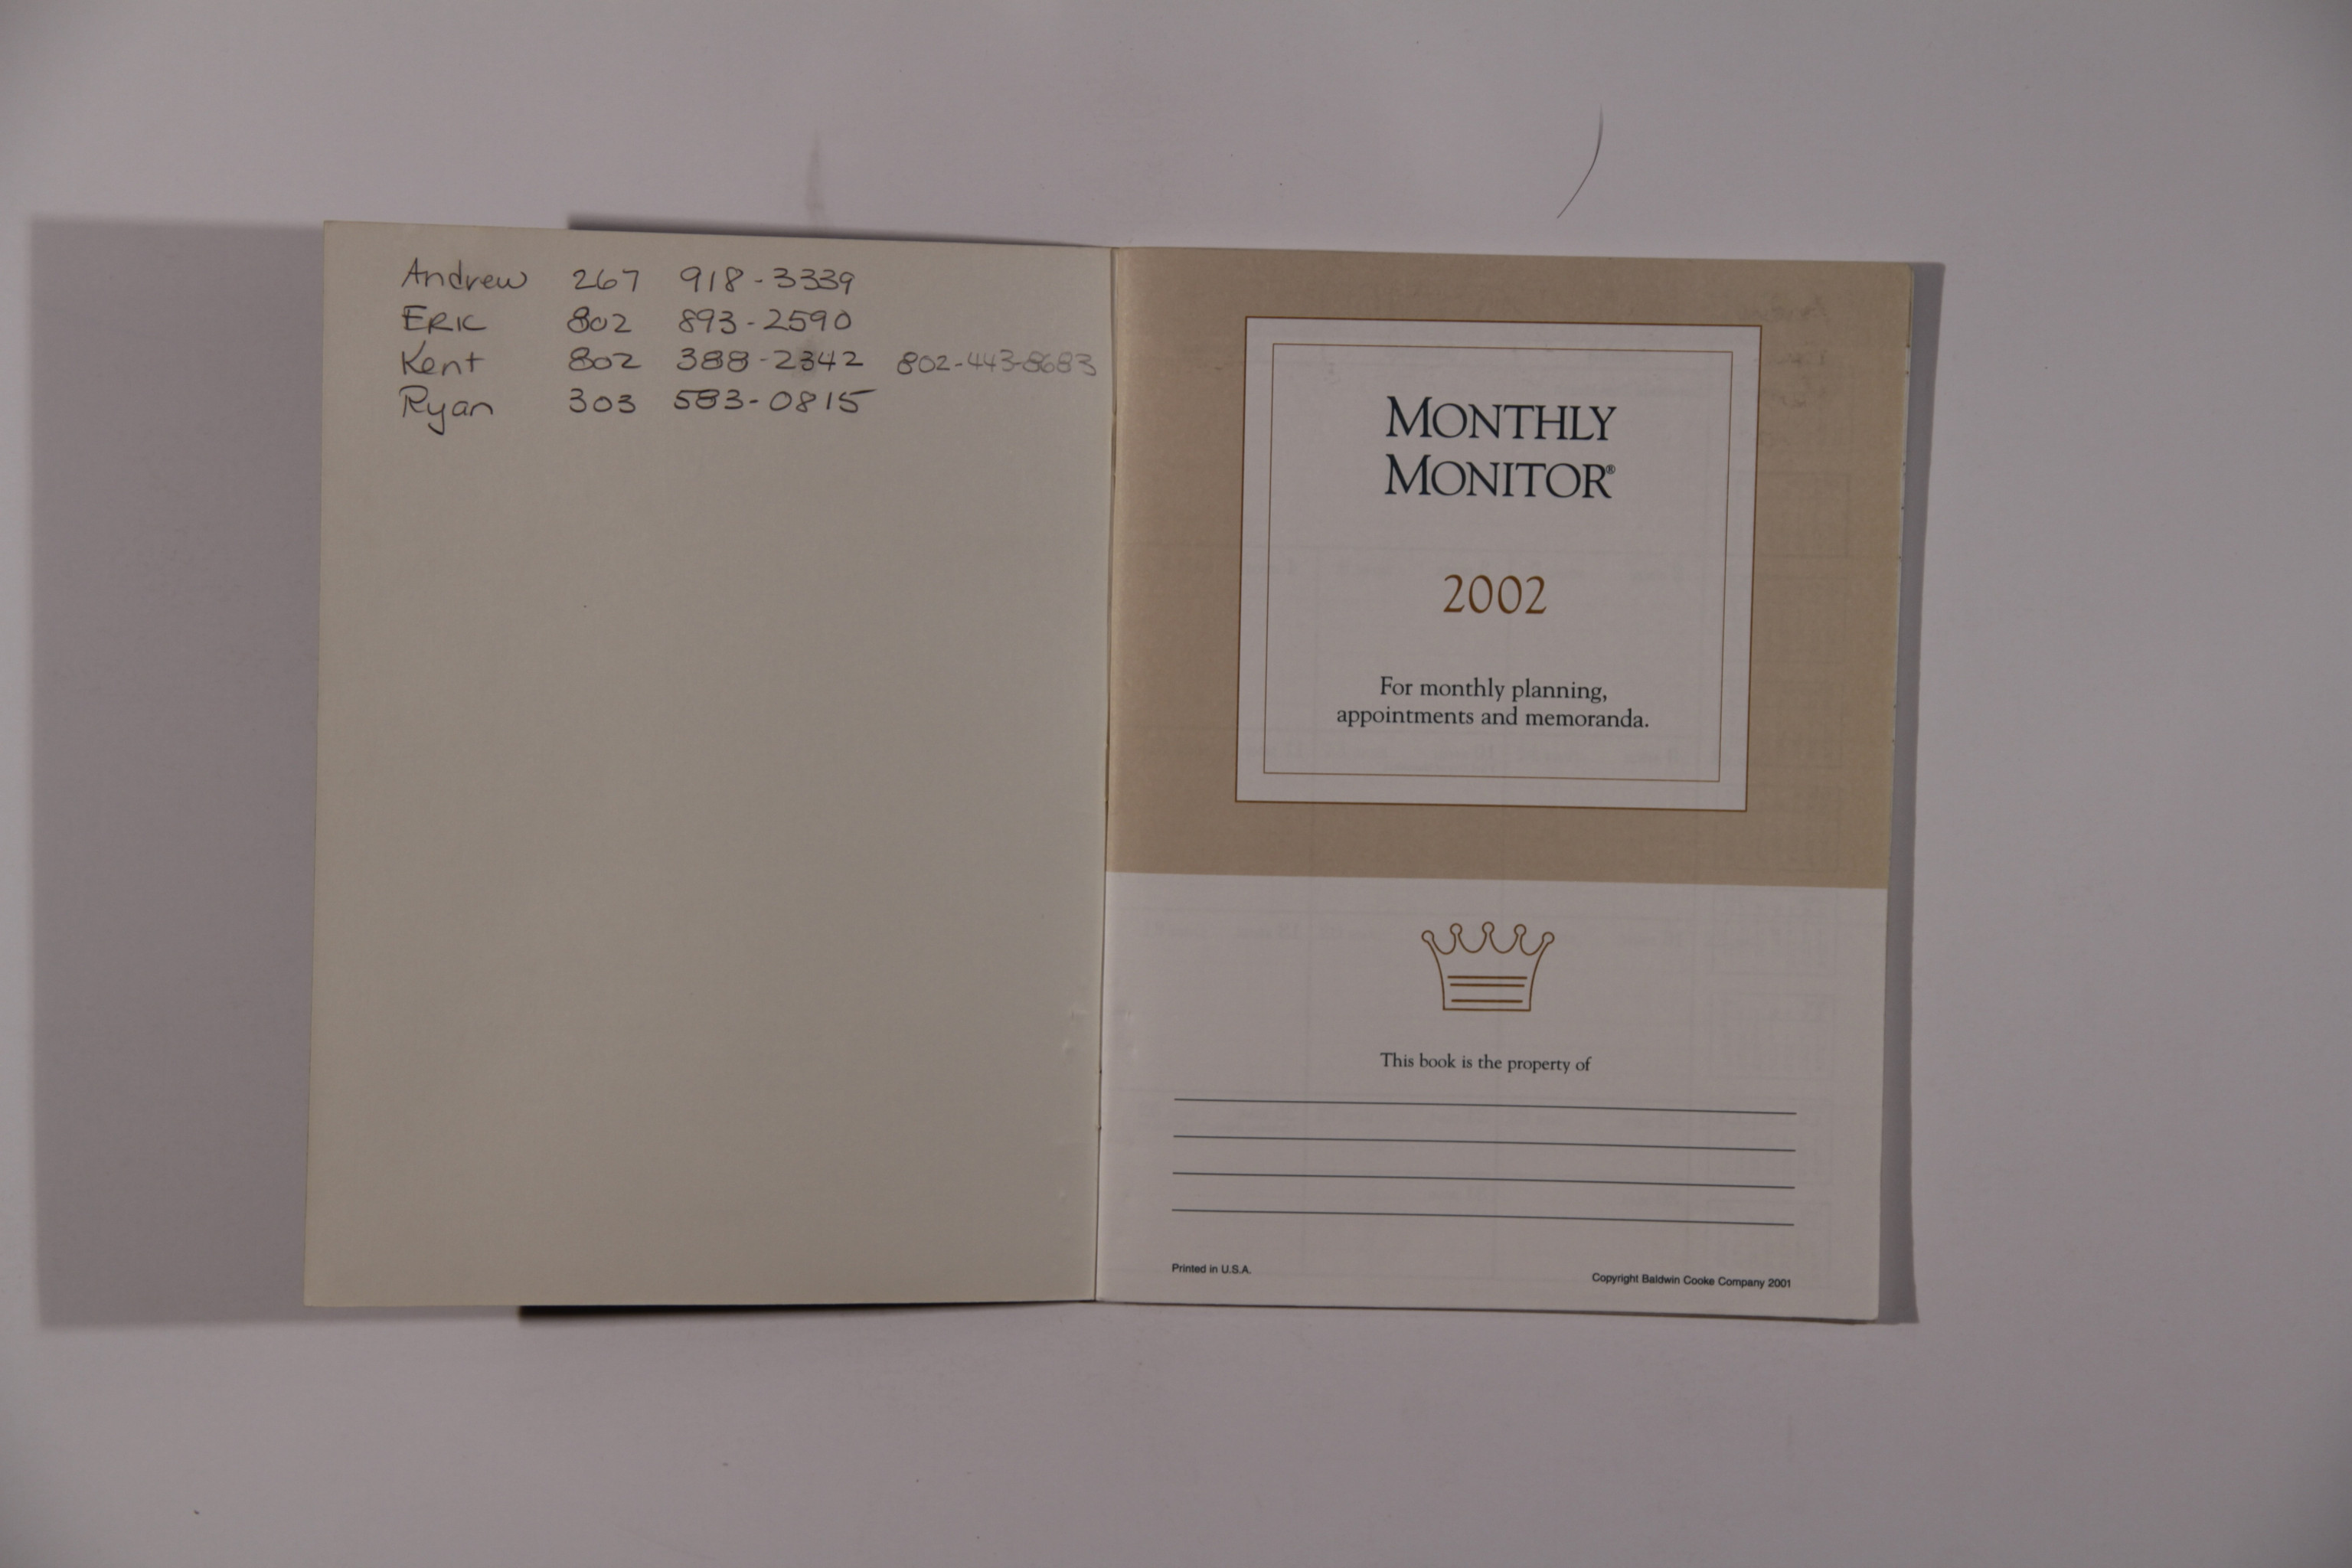 Andrew 267 918-3339
ERIC 802 893-2590
Kent 802 388-2342 802-443-8683
Ryan 303 583-0815
MONTHLY
MONITOR®
2002
For monthly planning,
appointments and memoranda.
This book is the property of
Printed in U.S.A.
Copyright Baldwin Cooke Company 2001